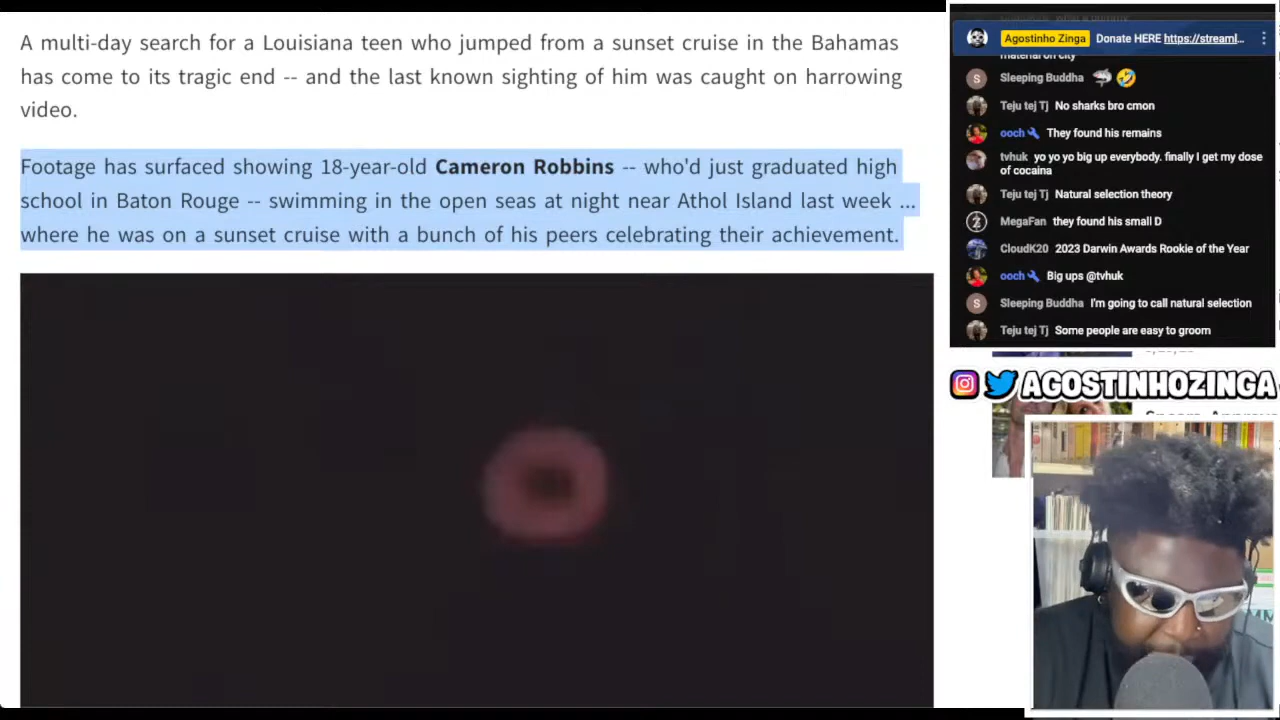 A multi-day search for a Louisiana teen who jumped from a sunset cruise in the Bahamas
has come to its tragic end -- and the last known sighting of him was caught on harrowing
video.
Footage has surfaced showing 18-year-old Cameron Robbins -- who'd just graduated high
school in Baton Rouge -- swimming in the open seas at night near Athol Island last week ...
where he was on a sunset cruise with a bunch of his peers celebrating their achievement.
Agostinho Zinga Donate HERE https://streaml...
Sleeping Buddha 🦈🤣
Teju tej Tj No sharks bro cmon
ooch They found his remains
tvhuk yo yo yo big up everybody. finally I get my dose
of cocaina
Teju tej Tj Natural selection theory
MegaFan they found his small D
CloudK20 2023 Darwin Awards Rookie of the Year
ooch Big ups @tvhuk
Sleeping Buddha I'm going to call natural selection
Teju tej Tj Some people are easy to groom
AGOSTINHOZINGA